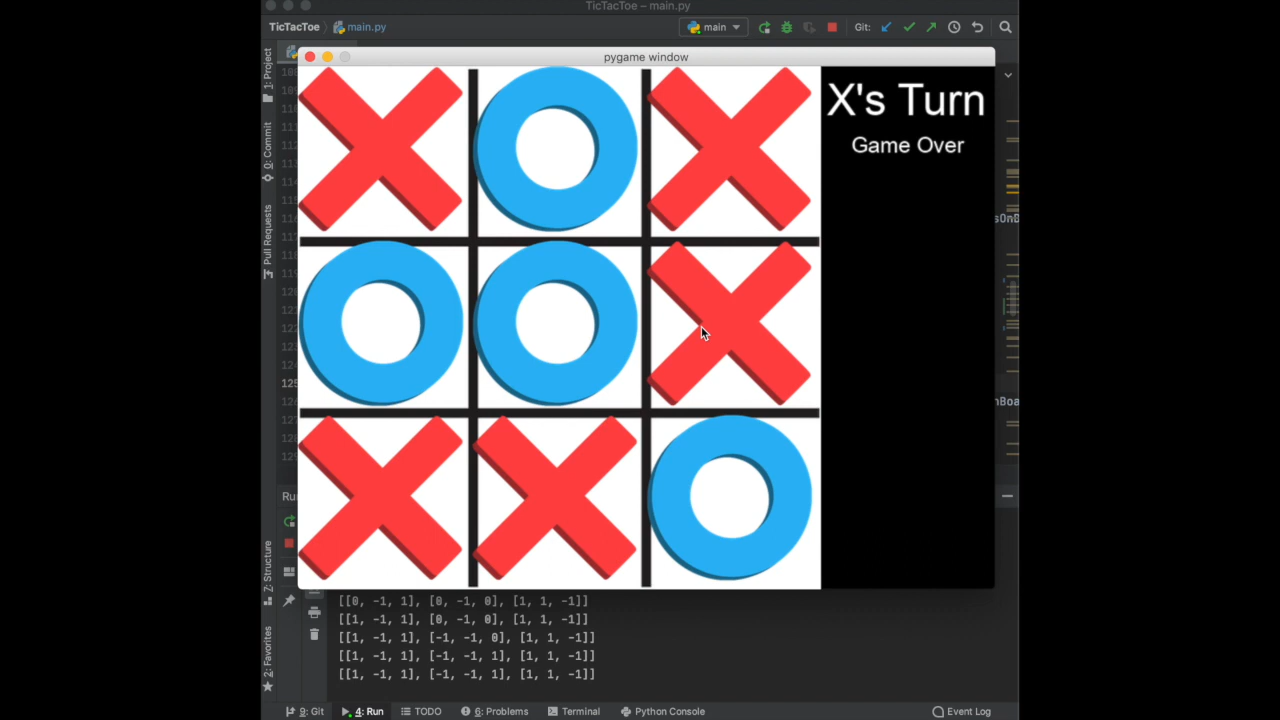 TicTacToe – main.py
TicTacToe main.py
main
Git:
pygame window
1: Project
0: Commit
Pull Requests
7: Structure
2: Favorites
X's Turn
Game Over
125
[[0, -1, 1], [0, -1, 0], [1, 1, -1]]
[[1, -1, 1], [0, -1, 0], [1, 1, -1]]
[[1, -1, 1], [-1, -1, 0], [1, 1, -1]]
[[1, -1, 1], [-1, -1, 1], [1, 1, -1]]
[[1, -1, 1], [-1, -1, 1], [1, 1, -1]]
9: Git
4: Run
TODO
6: Problems
Terminal
Python Console
Event Log